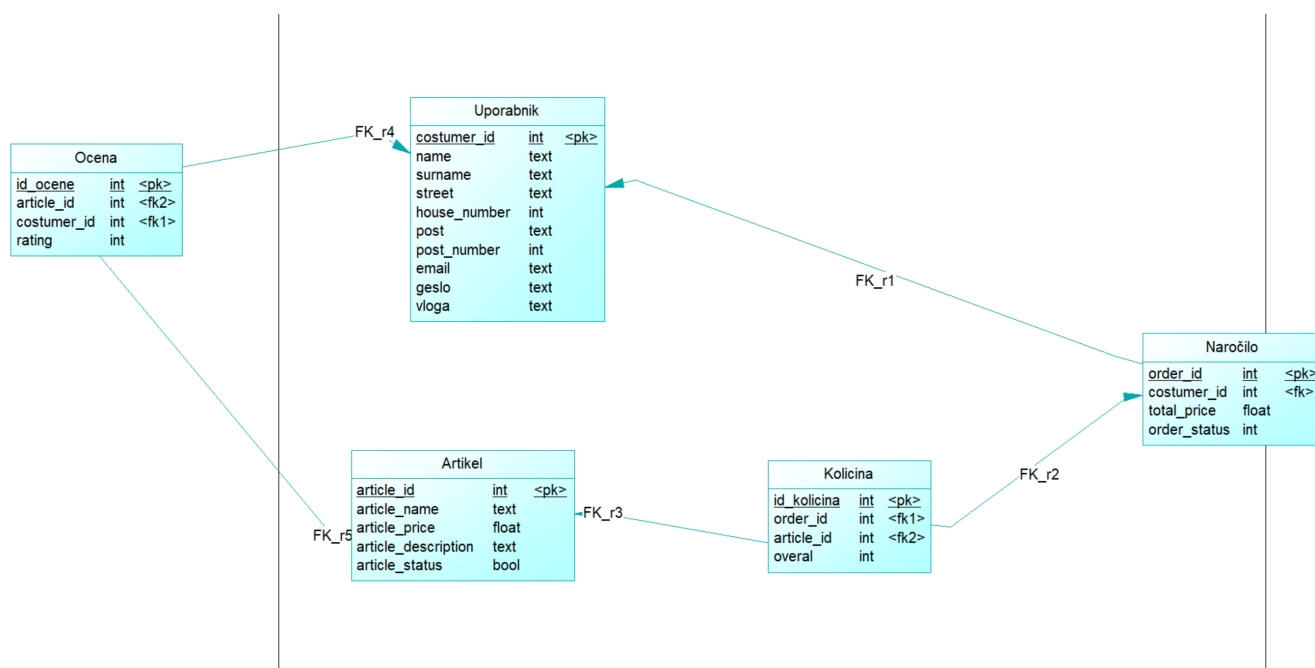 Uporabnik
costumer_id int <pk>
name text
surname text
street text
house_number int
post text
post_number int
email text
geslo text
vloga text
FK_r4
Ocena
id_ocene int <pk>
article_id int <fk2>
costumer_id int <fk1>
rating int
FK_r1
Naročilo
order_id int <pk>
costumer_id int <fk>
total_price float
order_status int
Artikel
article_id int <pk>
article_name text
article_price float
article_description text
article_status bool
FK_r5
FK_r3
Kolicina
id_kolicina int <pk>
order_id int <fk1>
article_id int <fk2>
overal int
FK_r2